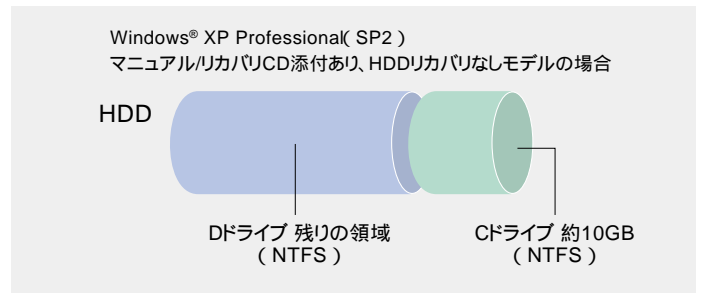 Windows® XP Professional(SP2)
マニュアル/リカバリCD添付あり、HDDリカバリなしモデルの場合
HDD
Dドライブ 残りの領域
(NTFS)
Cドライブ 約10GB
(NTFS)